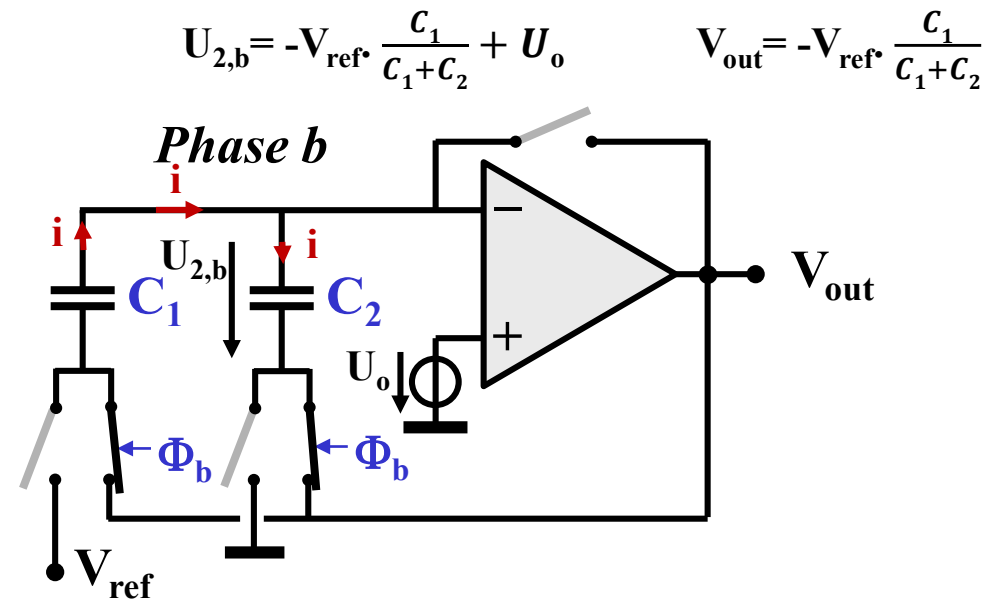 U₂,b= -Vref· C₁/(C₁+C₂) + Uₒ
Vout= -Vref· C₁/(C₁+C₂)
Phase b
i
i
i
U₂,b
C₁
C₂
−
+
Uₒ
Φb
Φb
Vref
Vout